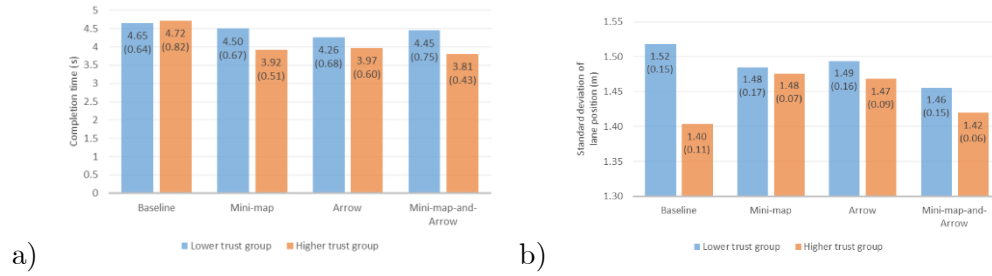 a)
Completion time (s)
5
4.5
4
3.5
3
2.5
2
1.5
1
0.5
0
4.65
(0.64)
4.72
(0.82)
4.50
(0.67)
3.92
(0.51)
4.26
(0.68)
3.97
(0.60)
4.45
(0.75)
3.81
(0.43)
Baseline
Mini-map
Arrow
Mini-map-and-
Arrow
Lower trust group
Higher trust group
b)
Standard deviation of
lane position (m)
1.55
1.50
1.45
1.40
1.35
1.30
1.52
(0.15)
1.40
(0.11)
1.48
(0.17)
1.48
(0.07)
1.49
(0.16)
1.47
(0.09)
1.46
(0.15)
1.42
(0.06)
Baseline
Mini-map
Arrow
Mini-map-and-
Arrow
Lower trust group
Higher trust group